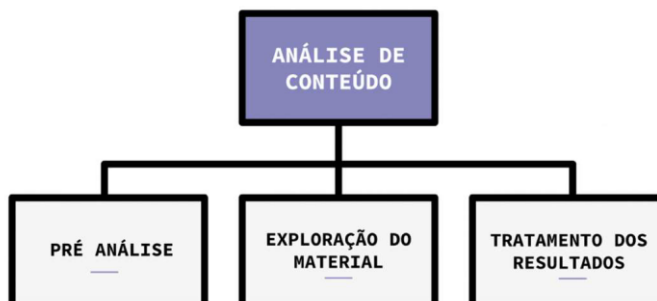 ANÁLISE DE
CONTEÚDO
PRÉ ANÁLISE
EXPLORAÇÃO DO
MATERIAL
TRATAMENTO DOS
RESULTADOS